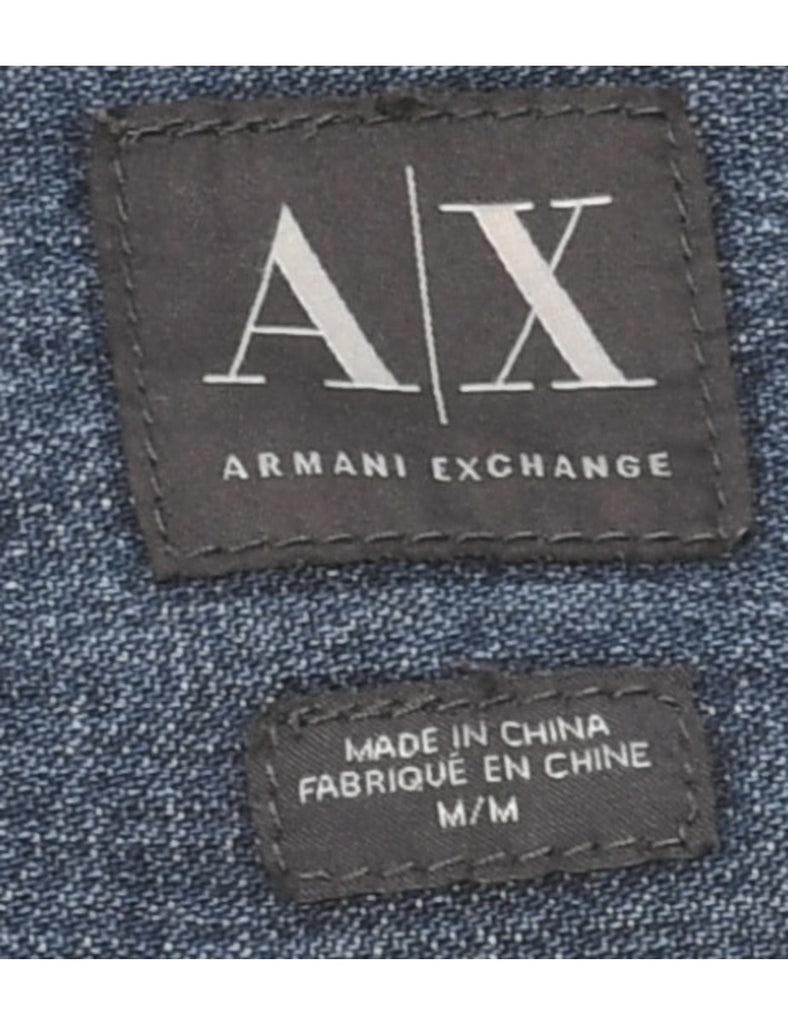 A|X
ARMANI EXCHANGE
MADE IN CHINA
FABRIQUÉ EN CHINE
M/M